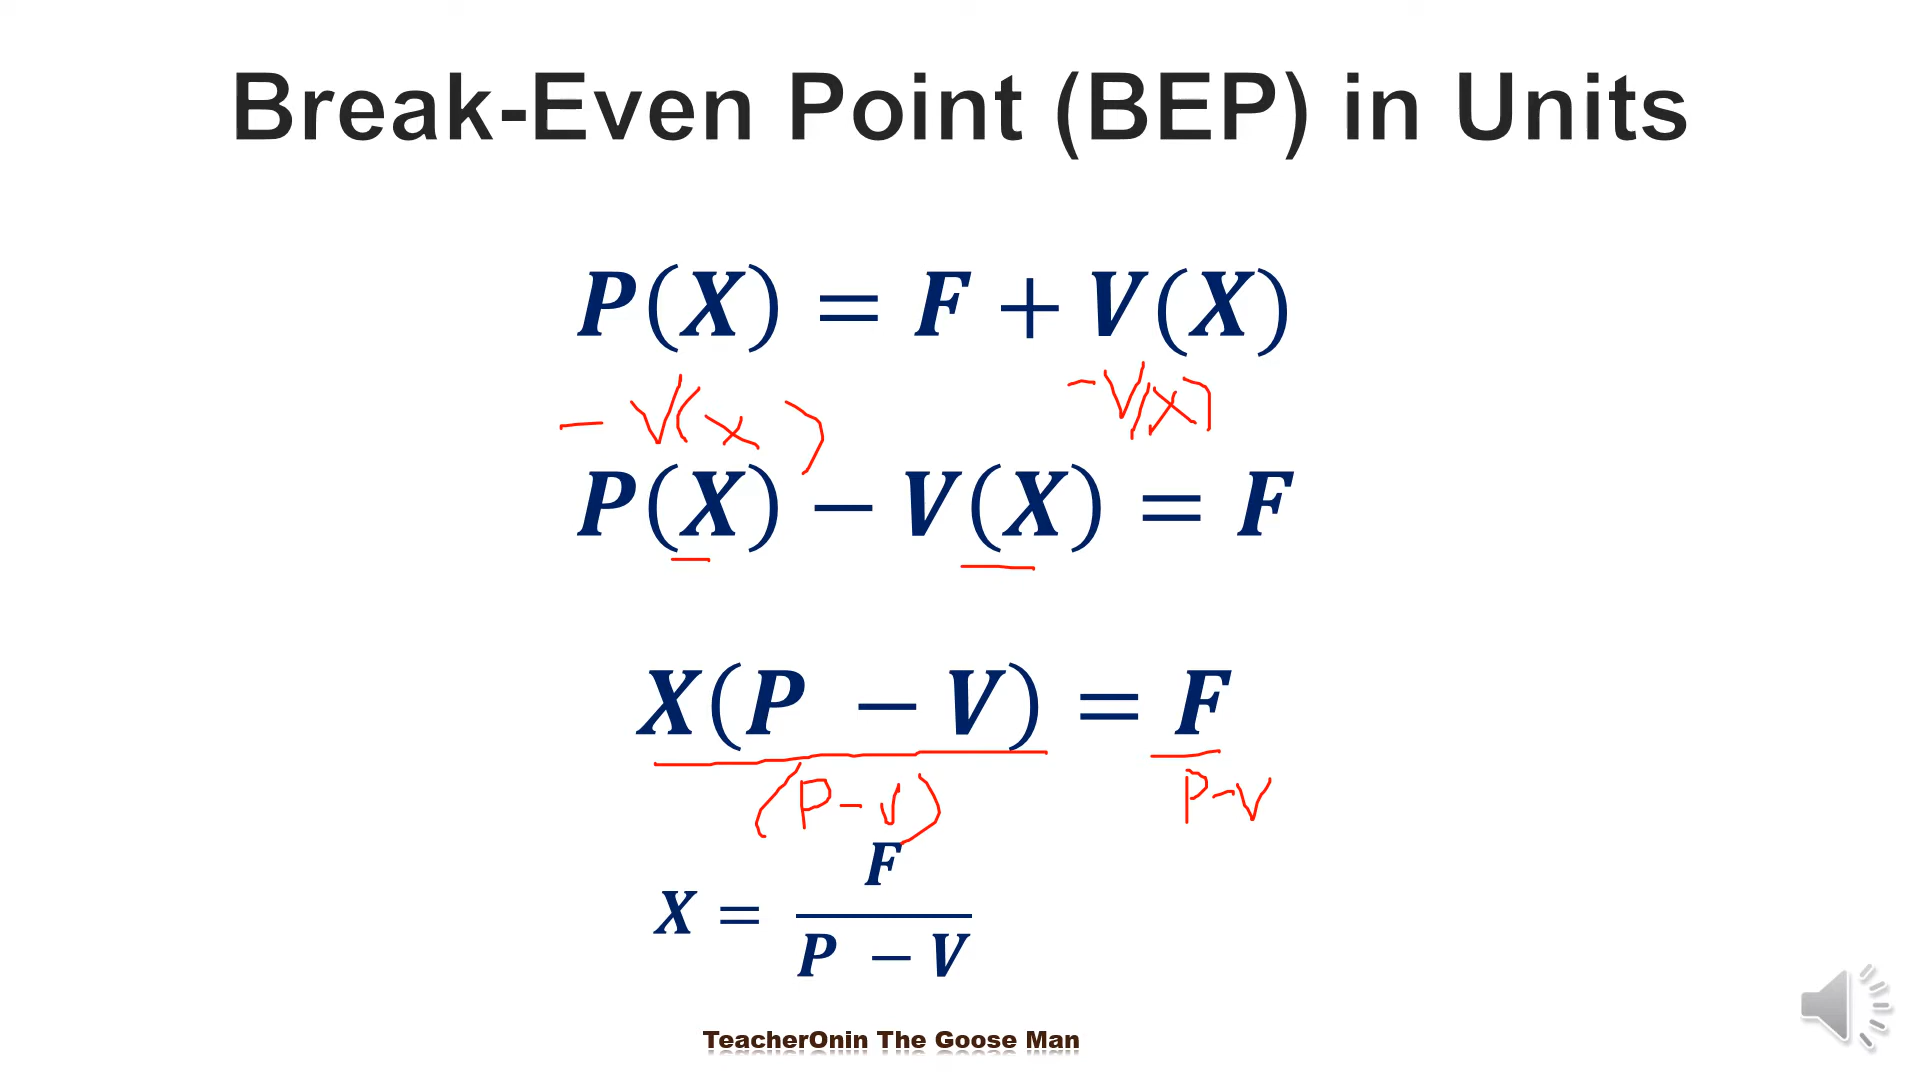 Break-Even Point (BEP) in Units
P(X) = F + V(X)
- V(x) -V(x)
P(X) − V(X) = F
X(P − V) = F
(P-V) P-V
F
X =
P − V
TeacherOnin The Goose Man